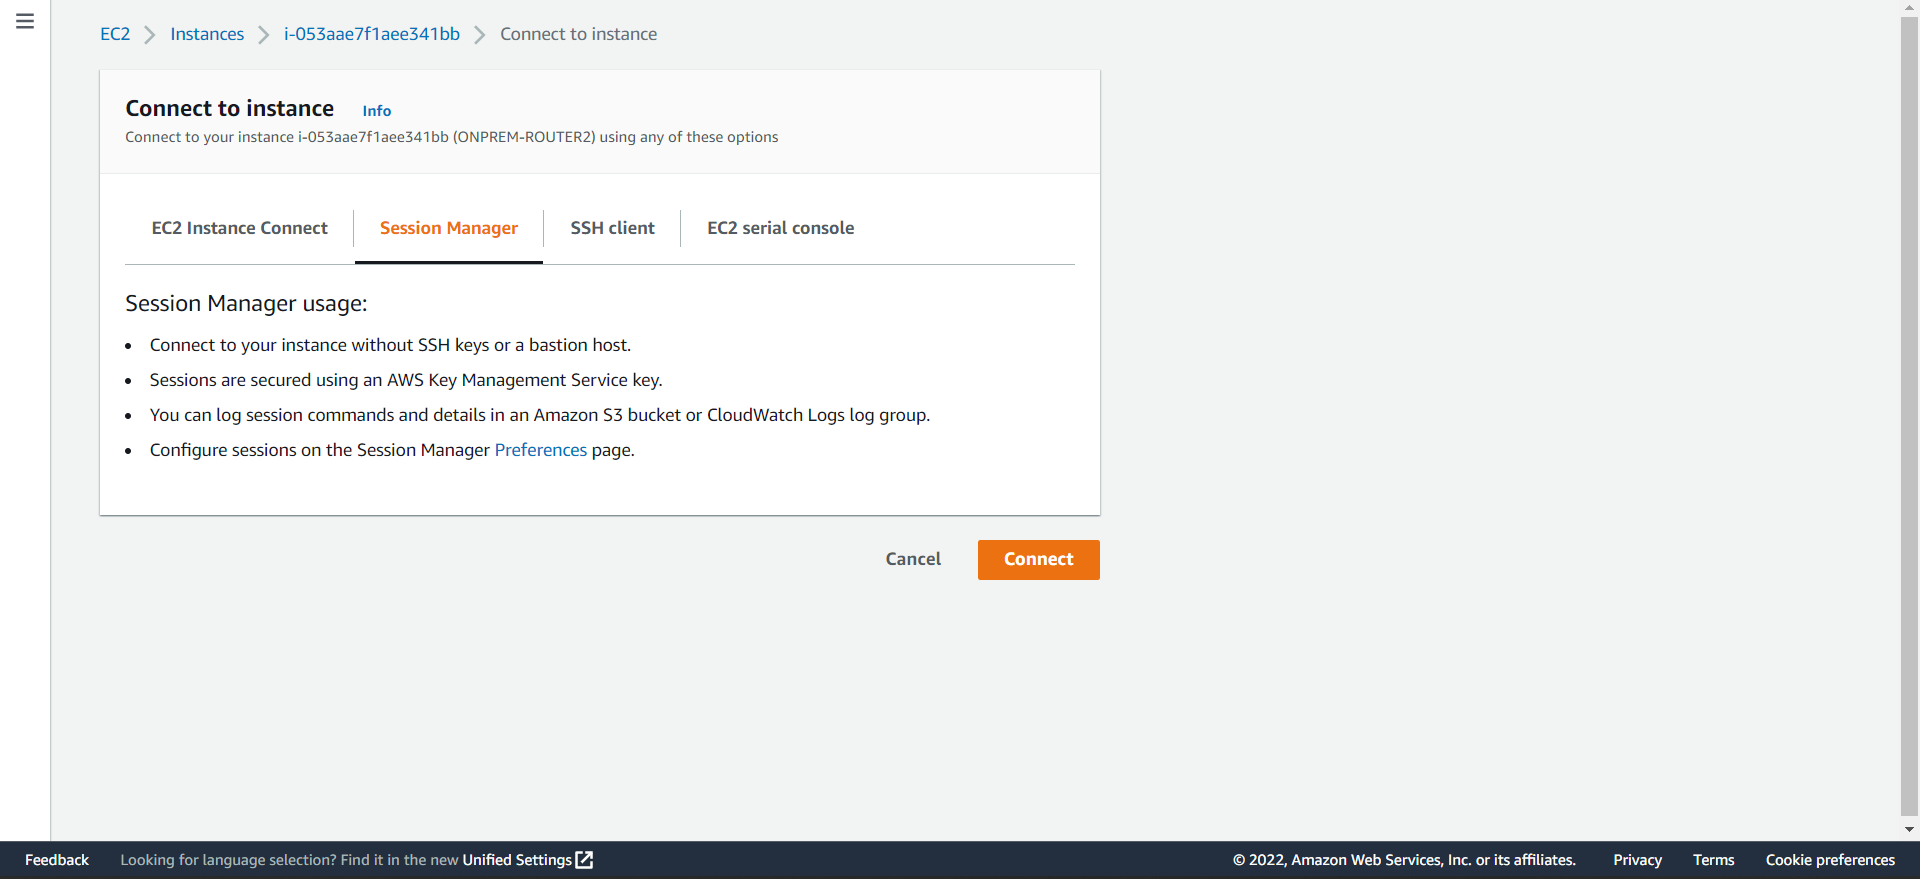 EC2 Instances i-053aae7f1aee341bb Connect to instance
Connect to instance Info
Connect to your instance i-053aae7f1aee341bb (ONPREM-ROUTER2) using any of these options
EC2 Instance Connect Session Manager SSH client EC2 serial console
Session Manager usage:
• Connect to your instance without SSH keys or a bastion host.
• Sessions are secured using an AWS Key Management Service key.
• You can log session commands and details in an Amazon S3 bucket or CloudWatch Logs log group.
• Configure sessions on the Session Manager Preferences page.
Cancel Connect
Feedback Looking for language selection? Find it in the new Unified Settings © 2022, Amazon Web Services, Inc. or its affiliates. Privacy Terms Cookie preferences